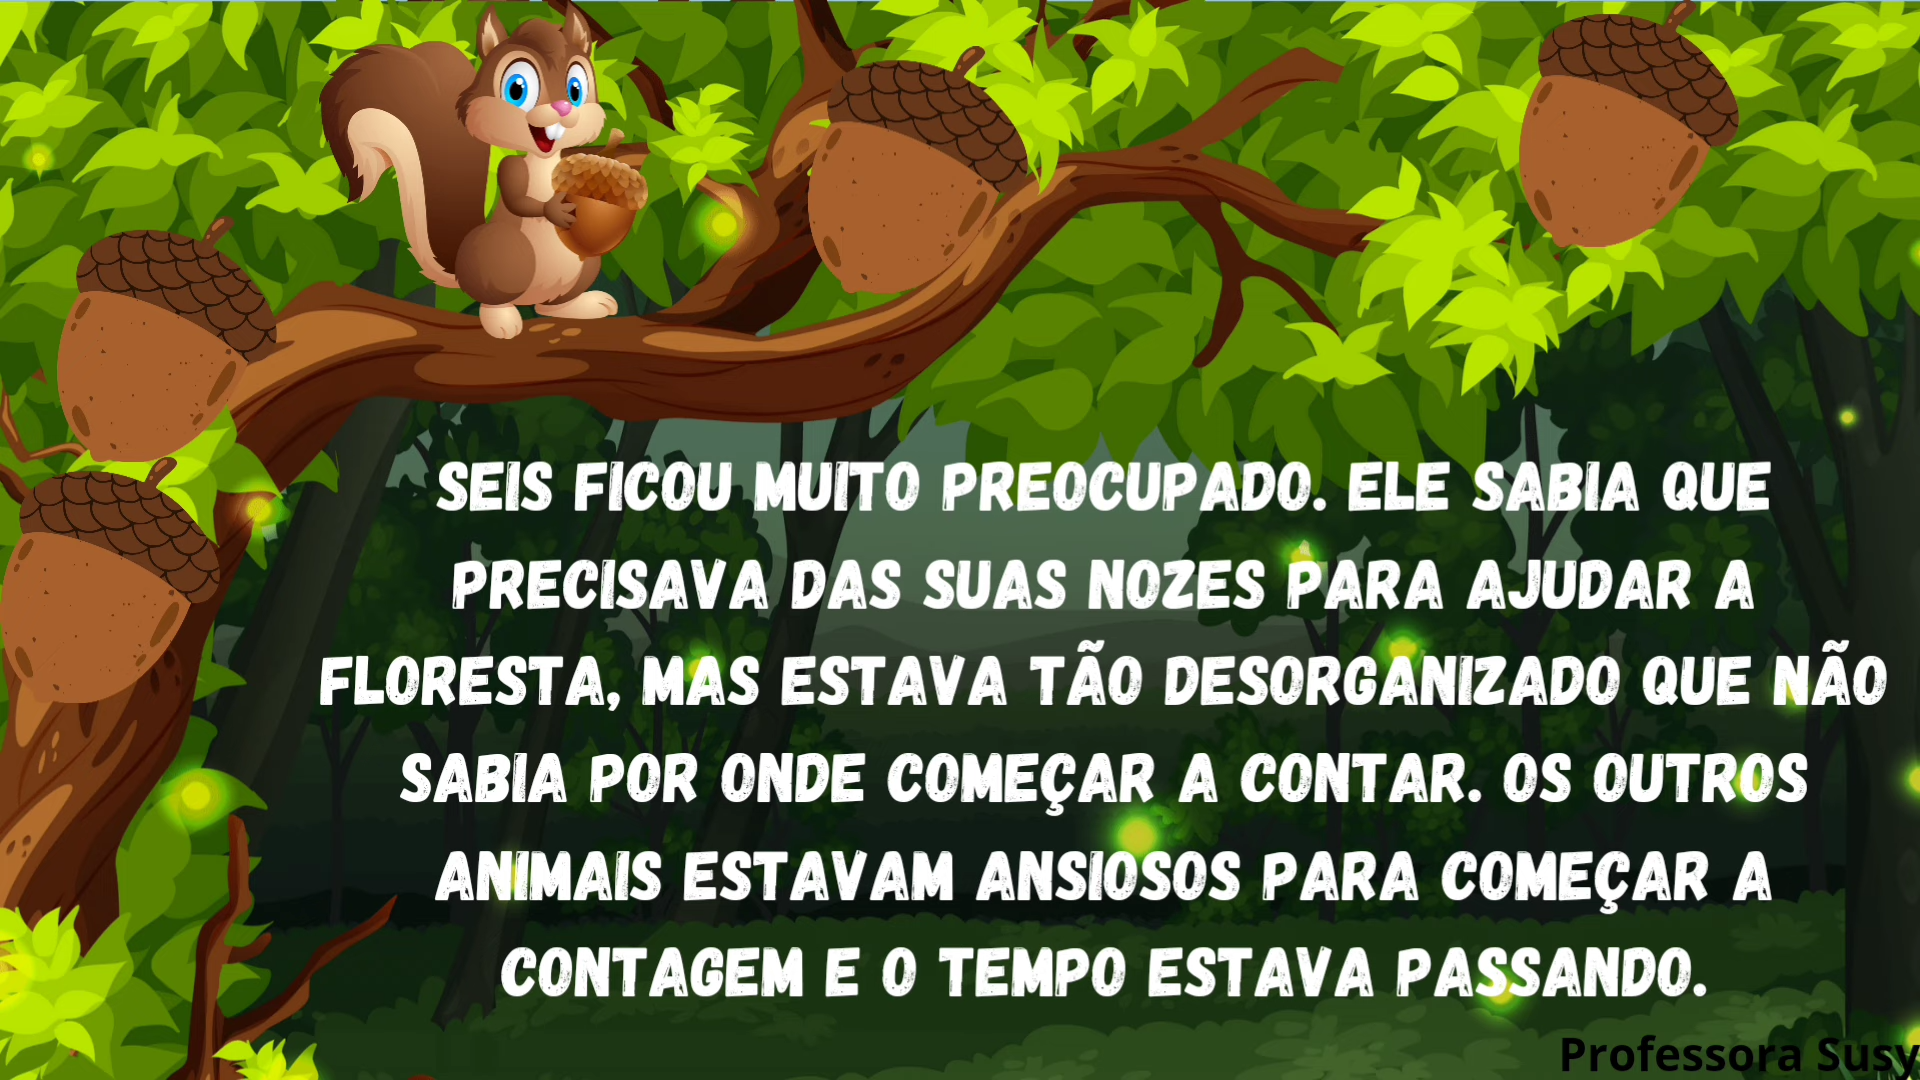 SEIS FICOU MUITO PREOCUPADO. ELE SABIA QUE
PRECISAVA DAS SUAS NOZES PARA AJUDAR A
FLORESTA, MAS ESTAVA TÃO DESORGANIZADO QUE NÃO
SABIA POR ONDE COMEÇAR A CONTAR. OS OUTROS
ANIMAIS ESTAVAM ANSIOSOS PARA COMEÇAR A
CONTAGEM E O TEMPO ESTAVA PASSANDO.
Professora Susy